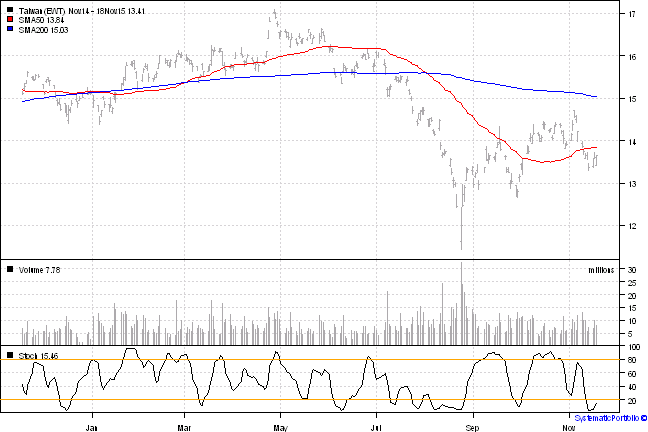 Taiwan (EWT) Nov14 - 18Nov15 13.41
SMA50 13.84
SMA200 15.03
17
16
15
14
13
12
Volume 7.78
millions
30
25
20
15
10
5
Stoch 15.46
100
80
60
40
20
Jan Mar May Jul Sep Nov
SystematicPortfolio ©